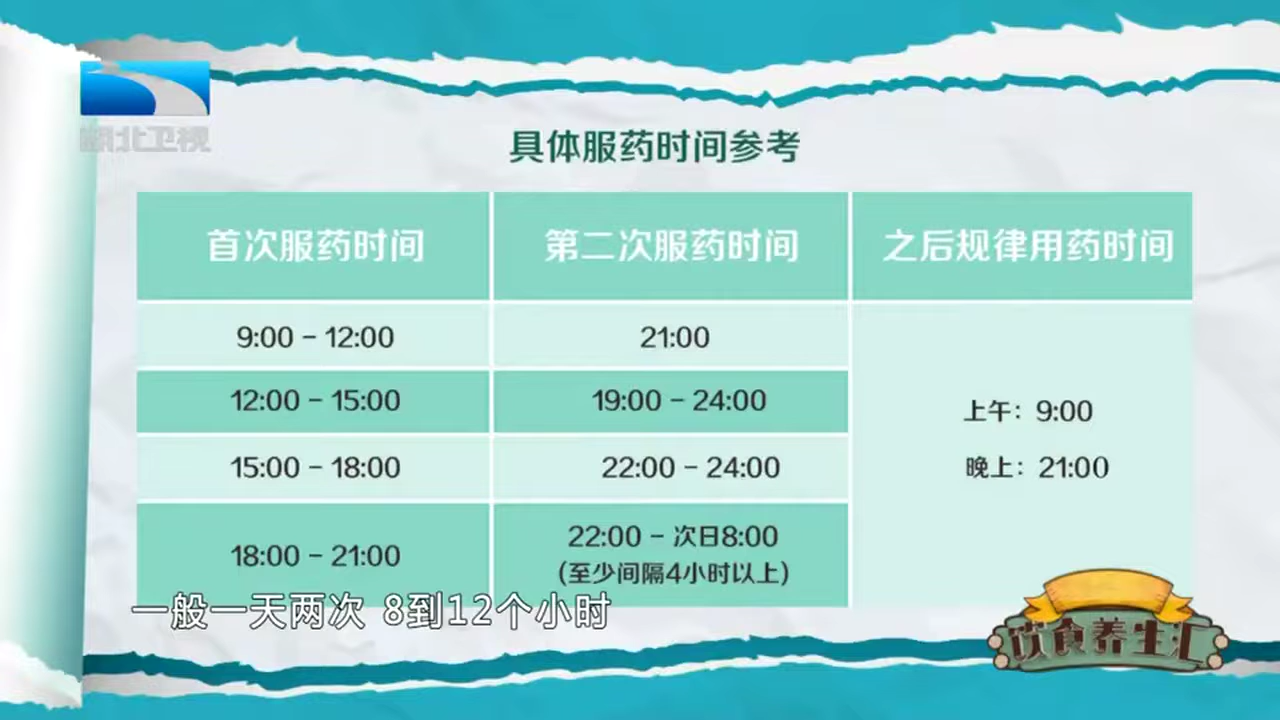 湖北卫视
具体服药时间参考
首次服药时间 第二次服药时间 之后规律用药时间
9:00 - 12:00 21:00
12:00 - 15:00 19:00 - 24:00
上午：9:00
15:00 - 18:00 22:00 - 24:00
晚上：21:00
18:00 - 21:00 22:00 - 次日8:00
(至少间隔4小时以上)
一般一天两次 8到12个小时
饮食养生汇